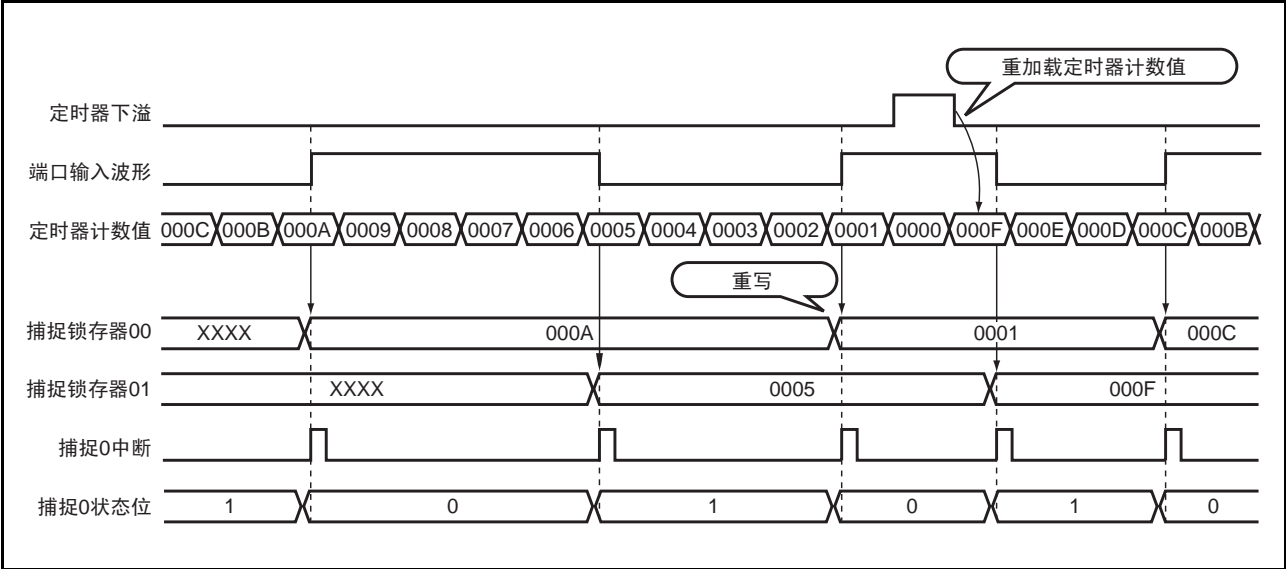 重加载定时器计数值
定时器下溢
端口输入波形
定时器计数值 000C 000B 000A 0009 0008 0007 0006 0005 0004 0003 0002 0001 0000 000F 000E 000D 000C 000B
重写
捕捉锁存器00 XXXX 000A 0001 000C
捕捉锁存器01 XXXX 0005 000F
捕捉0中断
捕捉0状态位 1 0 1 0 1 0